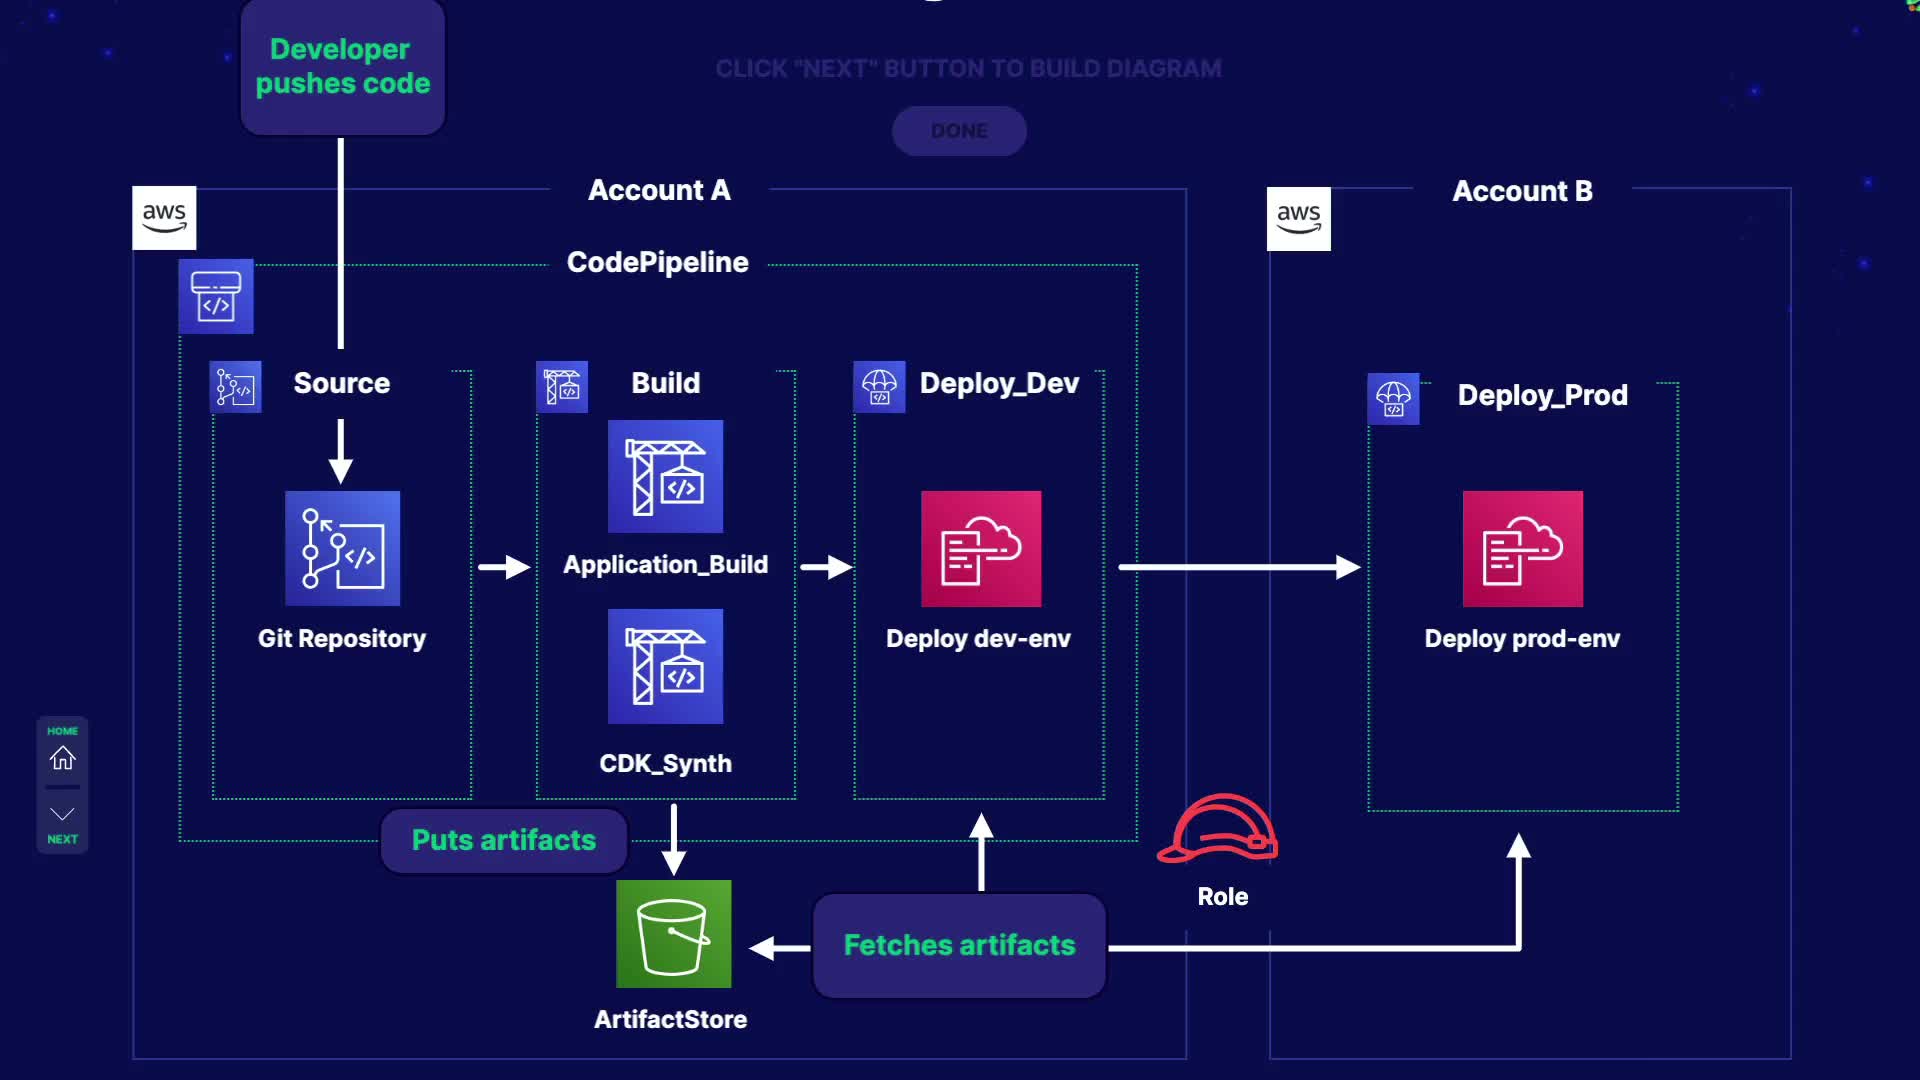 Developer
pushes code
CLICK "NEXT" BUTTON TO BUILD DIAGRAM
DONE
aws
Account A
aws
Account B
CodePipeline
Source
Build
Deploy_Dev
Deploy_Prod
Application_Build
Git Repository
Deploy dev-env
Deploy prod-env
CDK_Synth
HOME
NEXT
Puts artifacts
Role
Fetches artifacts
ArtifactStore